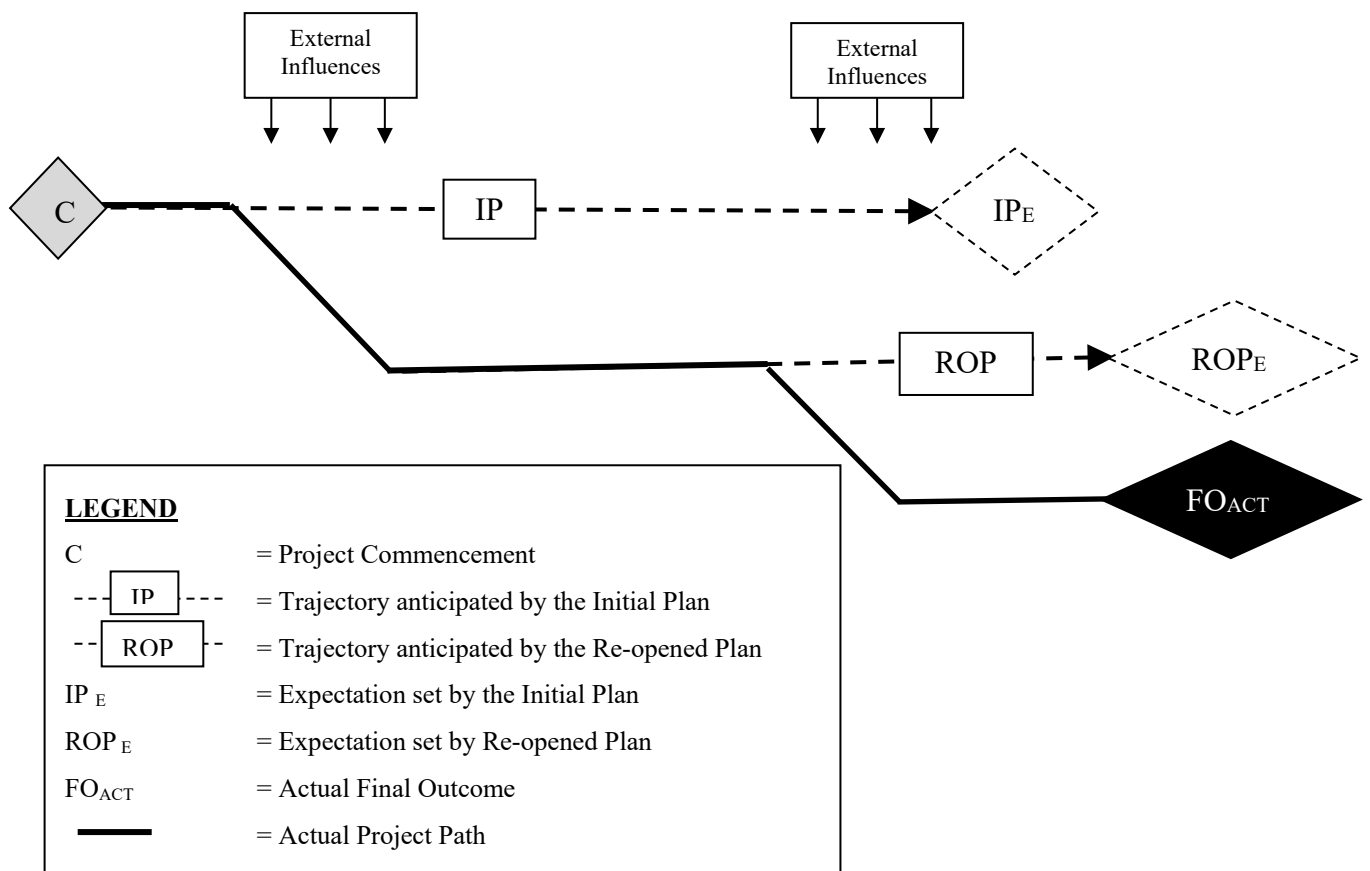 External
Influences
External
Influences
C
IP
IPE
ROP
ROPE
FOACT
LEGEND
C = Project Commencement
IP = Trajectory anticipated by the Initial Plan
ROP = Trajectory anticipated by the Re-opened Plan
IP E = Expectation set by the Initial Plan
ROP E = Expectation set by Re-opened Plan
FOACT = Actual Final Outcome
= Actual Project Path